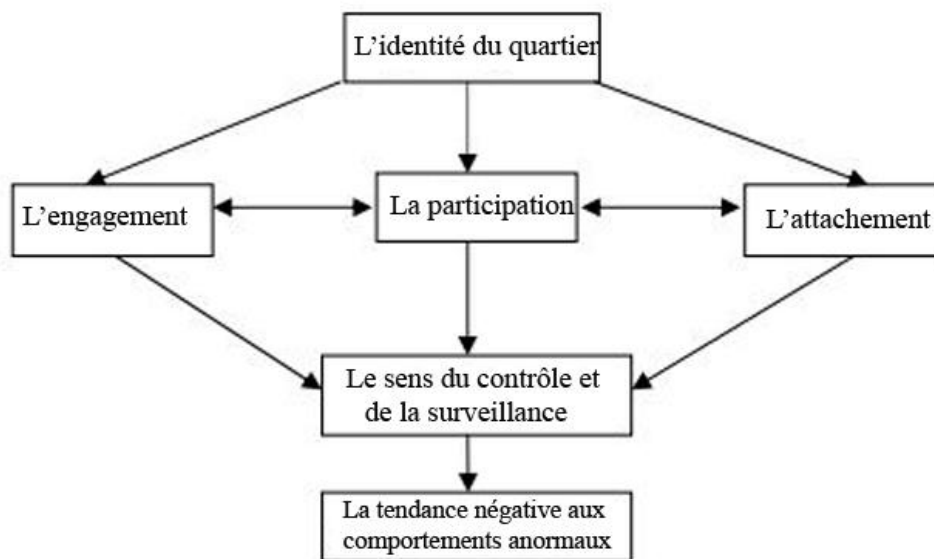 L’identité du quartier
L’engagement
La participation
L’attachement
Le sens du contrôle et
de la surveillance
La tendance négative aux
comportements anormaux